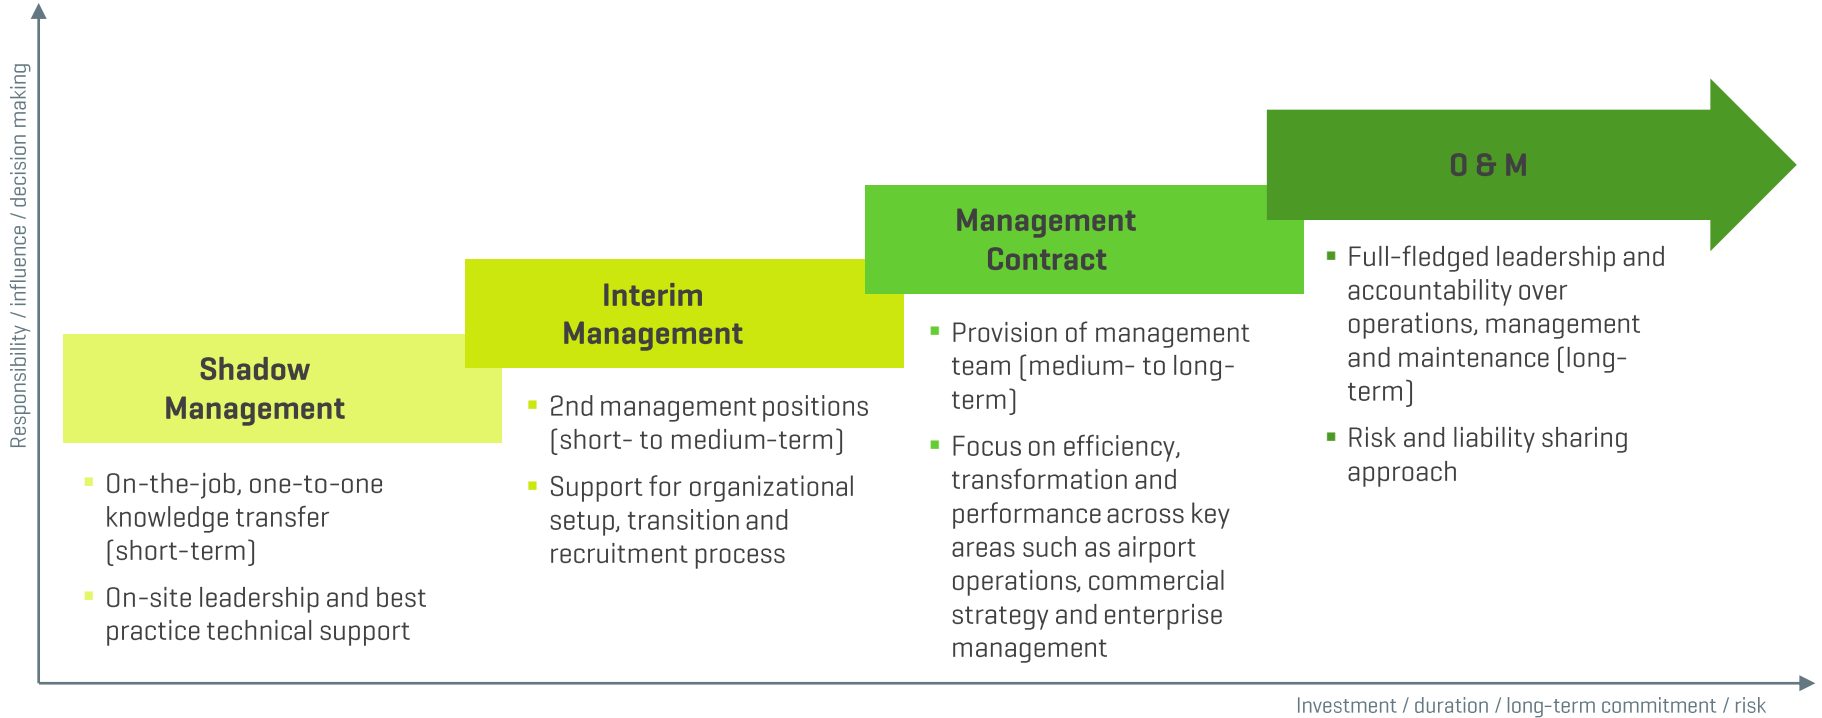 Responsibility / influence / decision making
Shadow
Management
On-the-job, one-to-one
knowledge transfer
(short-term)
On-site leadership and best
practice technical support
Interim
Management
2nd management positions
(short- to medium-term)
Support for organizational
setup, transition and
recruitment process
Management
Contract
Provision of management
team (medium- to long-
term)
Focus on efficiency,
transformation and
performance across key
areas such as airport
operations, commercial
strategy and enterprise
management
O & M
Full-fledged leadership and
accountability over
operations, management
and maintenance (long-
term)
Risk and liability sharing
approach
Investment / duration / long-term commitment / risk